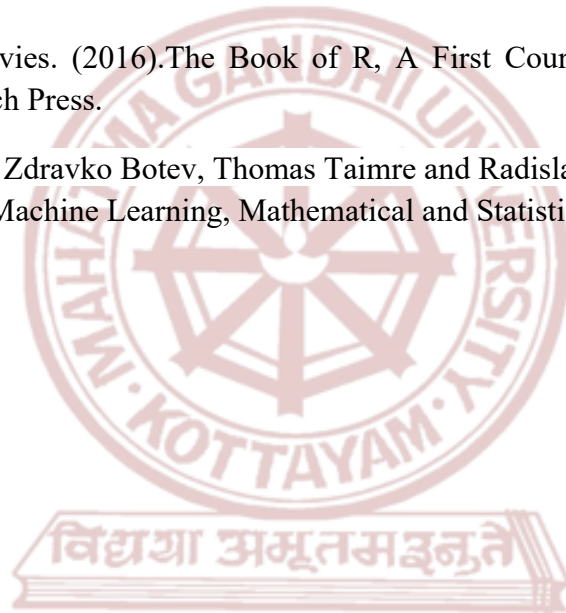 vies. (2016).The Book of R, A First Cour
ch Press.
Zdravko Botev, Thomas Taimre and Radisla
Machine Learning, Mathematical and Statisti
MAHATMA GANDHI UNIVERSITY
KOTTAYAM
विद्यया अमृतमश्नुते